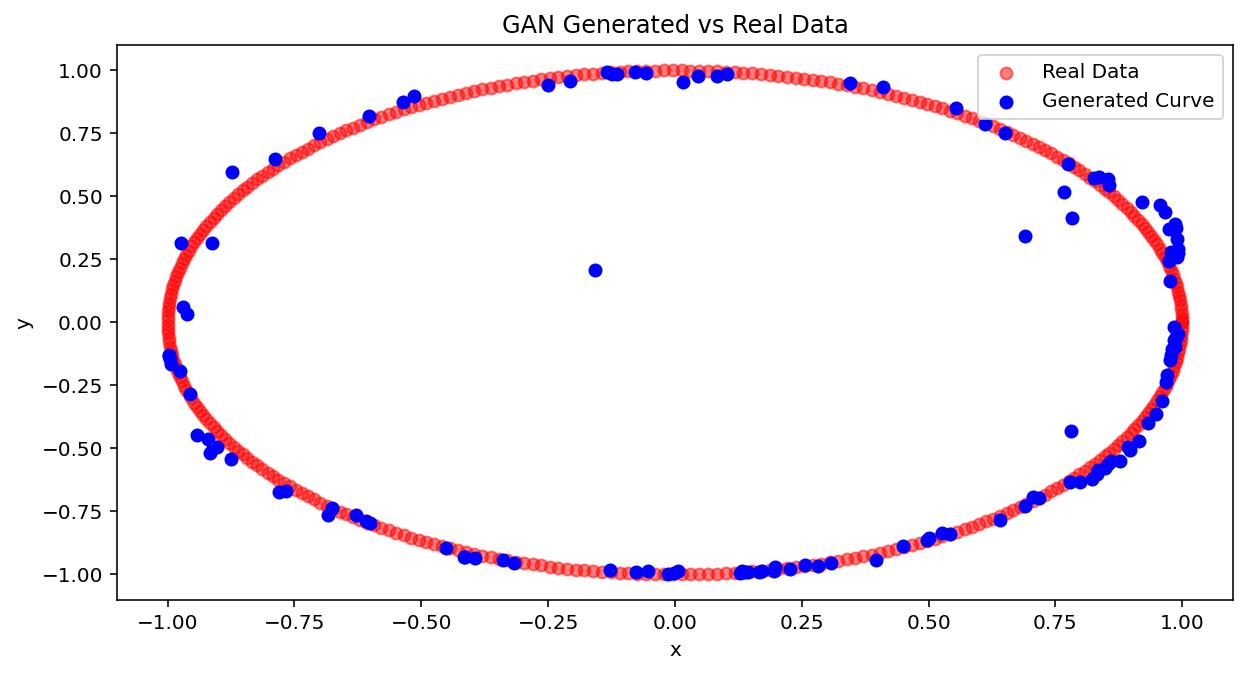 GAN Generated vs Real Data
Real Data
Generated Curve
y
1.00
0.75
0.50
0.25
0.00
−0.25
−0.50
−0.75
−1.00
−1.00 −0.75 −0.50 −0.25 0.00 0.25 0.50 0.75 1.00
x